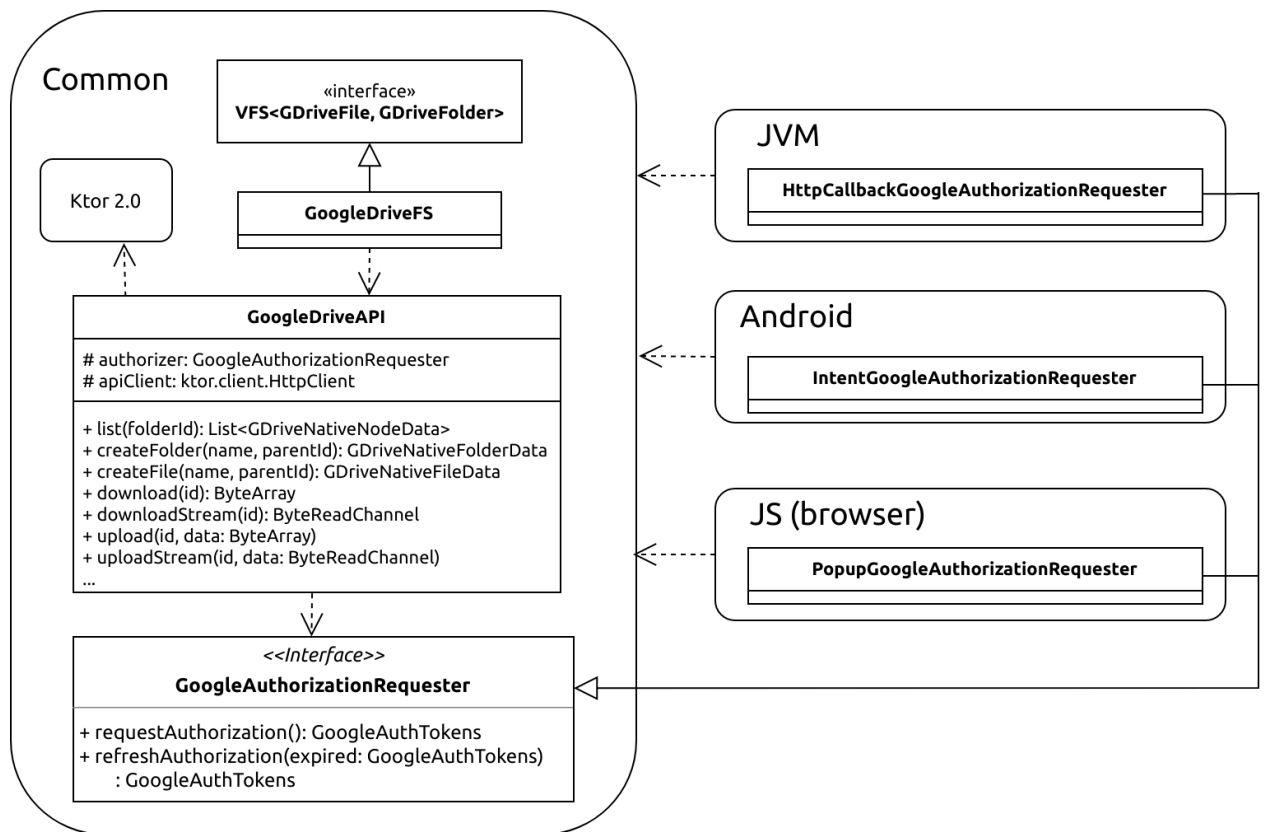 Common
«interface»
VFS<GDriveFile, GDriveFolder>
Ktor 2.0
GoogleDriveFS
GoogleDriveAPI
# authorizer: GoogleAuthorizationRequester
# apiClient: ktor.client.HttpClient
+ list(folderId): List<GDriveNativeNodeData>
+ createFolder(name, parentId): GDriveNativeFolderData
+ createFile(name, parentId): GDriveNativeFileData
+ download(id): ByteArray
+ downloadStream(id): ByteReadChannel
+ upload(id, data: ByteArray)
+ uploadStream(id, data: ByteReadChannel)
...
<<Interface>>
GoogleAuthorizationRequester
+ requestAuthorization(): GoogleAuthTokens
+ refreshAuthorization(expired: GoogleAuthTokens)
: GoogleAuthTokens
JVM
HttpCallbackGoogleAuthorizationRequester
Android
IntentGoogleAuthorizationRequester
JS (browser)
PopupGoogleAuthorizationRequester